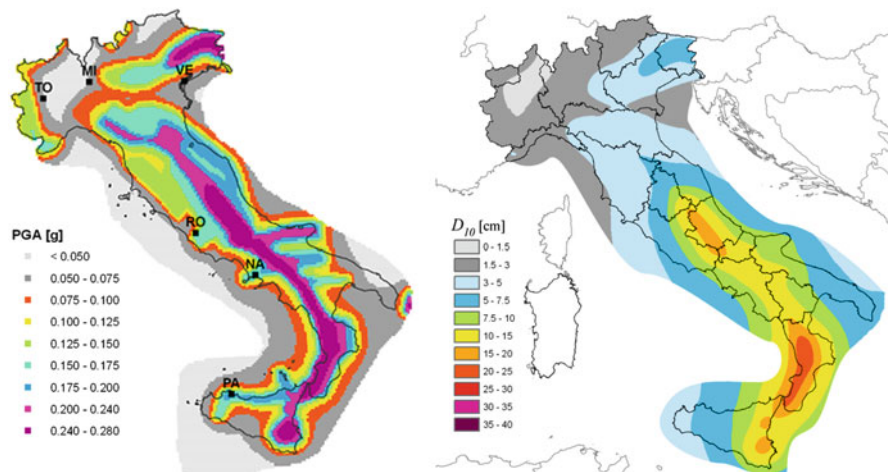 MI
VE
TO
RO
NA
PA
PGA [g]
< 0.050
0.050 - 0.075
0.075 - 0.100
0.100 - 0.125
0.125 - 0.150
0.150 - 0.175
0.175 - 0.200
0.200 - 0.240
0.240 - 0.280
D10 [cm]
0 - 1.5
1.5 - 3
3 - 5
5 - 7.5
7.5 - 10
10 - 15
15 - 20
20 - 25
25 - 30
30 - 35
35 - 40